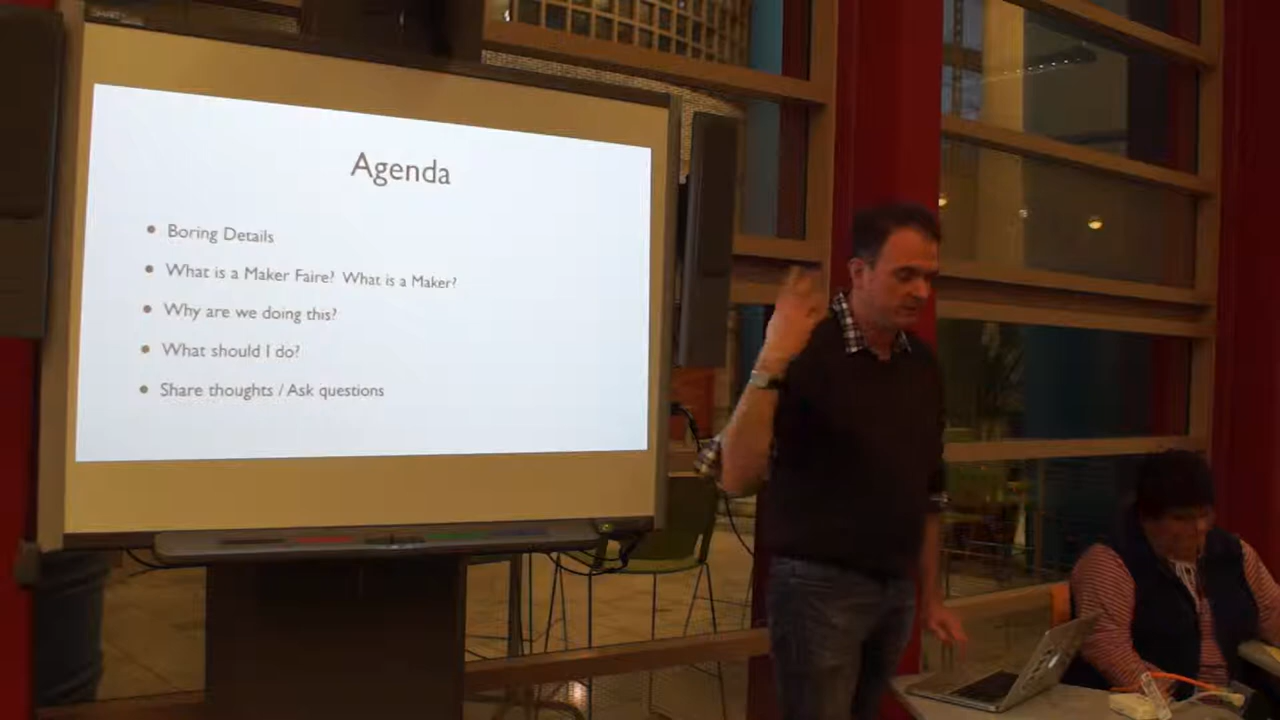 Agenda
• Boring Details
• What is a Maker Faire? What is a Maker?
• Why are we doing this?
• What should I do?
• Share thoughts / Ask questions